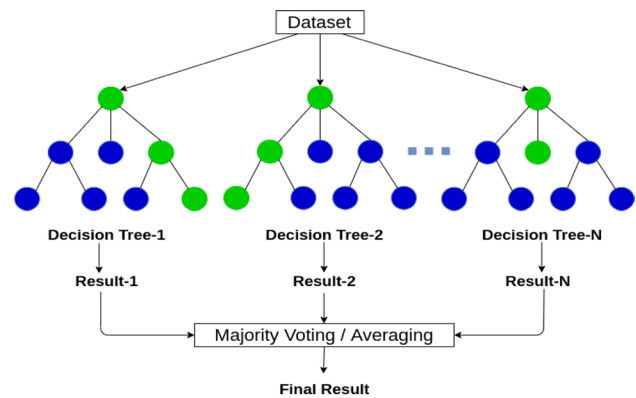 Dataset
Decision Tree-1
Decision Tree-2
Decision Tree-N
Result-1
Result-2
Result-N
Majority Voting / Averaging
Final Result